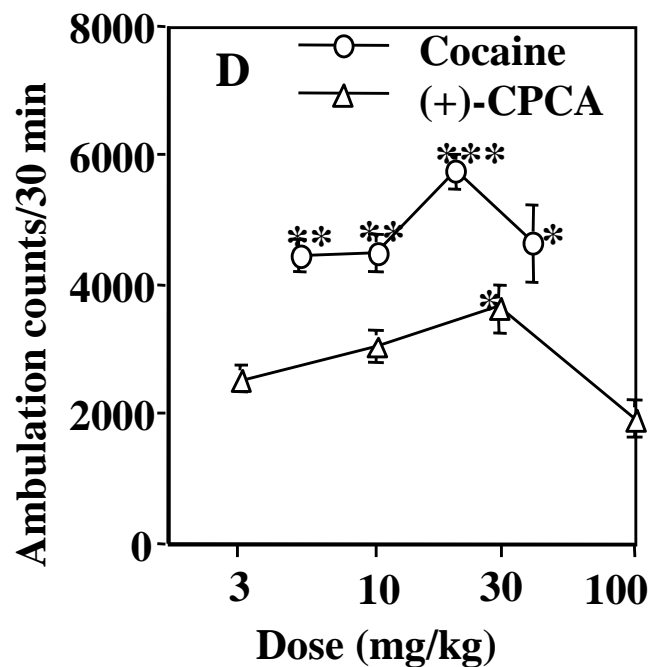 8000
D
Cocaine
(+)-CPCA
6000
4000
2000
0
***
**
**
*
*
3
10
30
100
Dose (mg/kg)
Ambulation counts/30 min